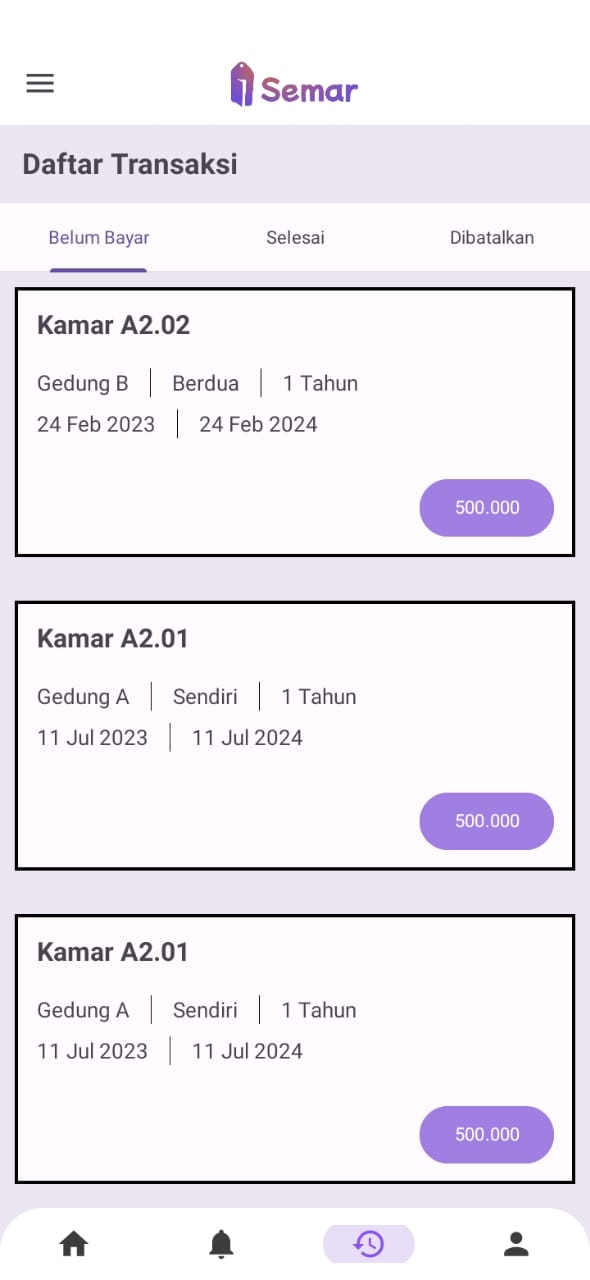 Semar
Daftar Transaksi
Belum Bayar Selesai Dibatalkan
Kamar A2.02
Gedung B Berdua 1 Tahun
24 Feb 2023 24 Feb 2024
500.000
Kamar A2.01
Gedung A Sendiri 1 Tahun
11 Jul 2023 11 Jul 2024
500.000
Kamar A2.01
Gedung A Sendiri 1 Tahun
11 Jul 2023 11 Jul 2024
500.000